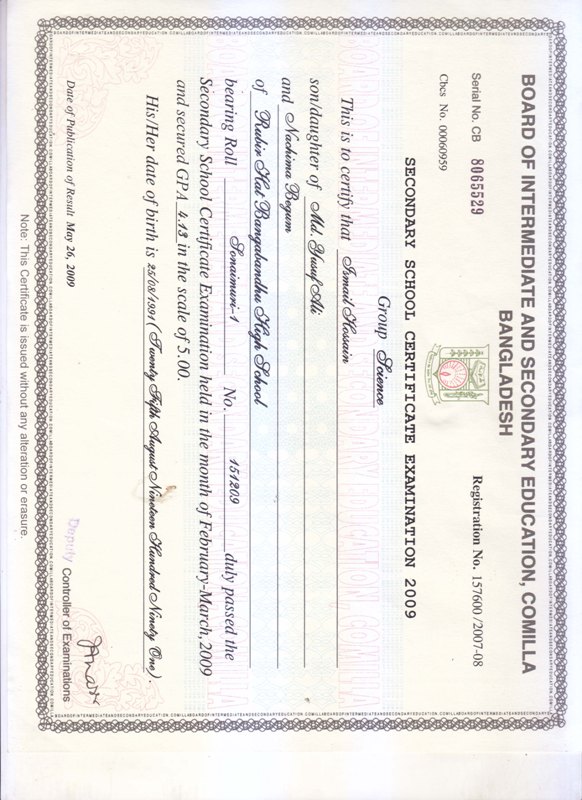 BOARD OF INTERMEDIATE AND SECONDARY EDUCATION, COMILLA
BANGLADESH
Serial No. CB 8065529
Registration No. 157600/2007-08
Cbcs No. 00060959
SECONDARY SCHOOL CERTIFICATE EXAMINATION 2009
Group Science
This is to certify that Ismail Hossain
son/daughter of Md. Yusuf Ali
and Nachima Begum
of Rubir Hat Bangabandhu High School
bearing Roll Sonaimuri-1 No. 151209 duly passed the
Secondary School Certificate Examination held in the month of February-March, 2009
and secured GPA 4.13 in the scale of 5.00.
His/Her date of birth is 25/08/1991 (Twenty Fifth August Nineteen Hundred Ninety One).
Date of Publication of Result May 26, 2009
Deputy Controller of Examinations
Note: This Certificate is issued without any alteration or erasure.